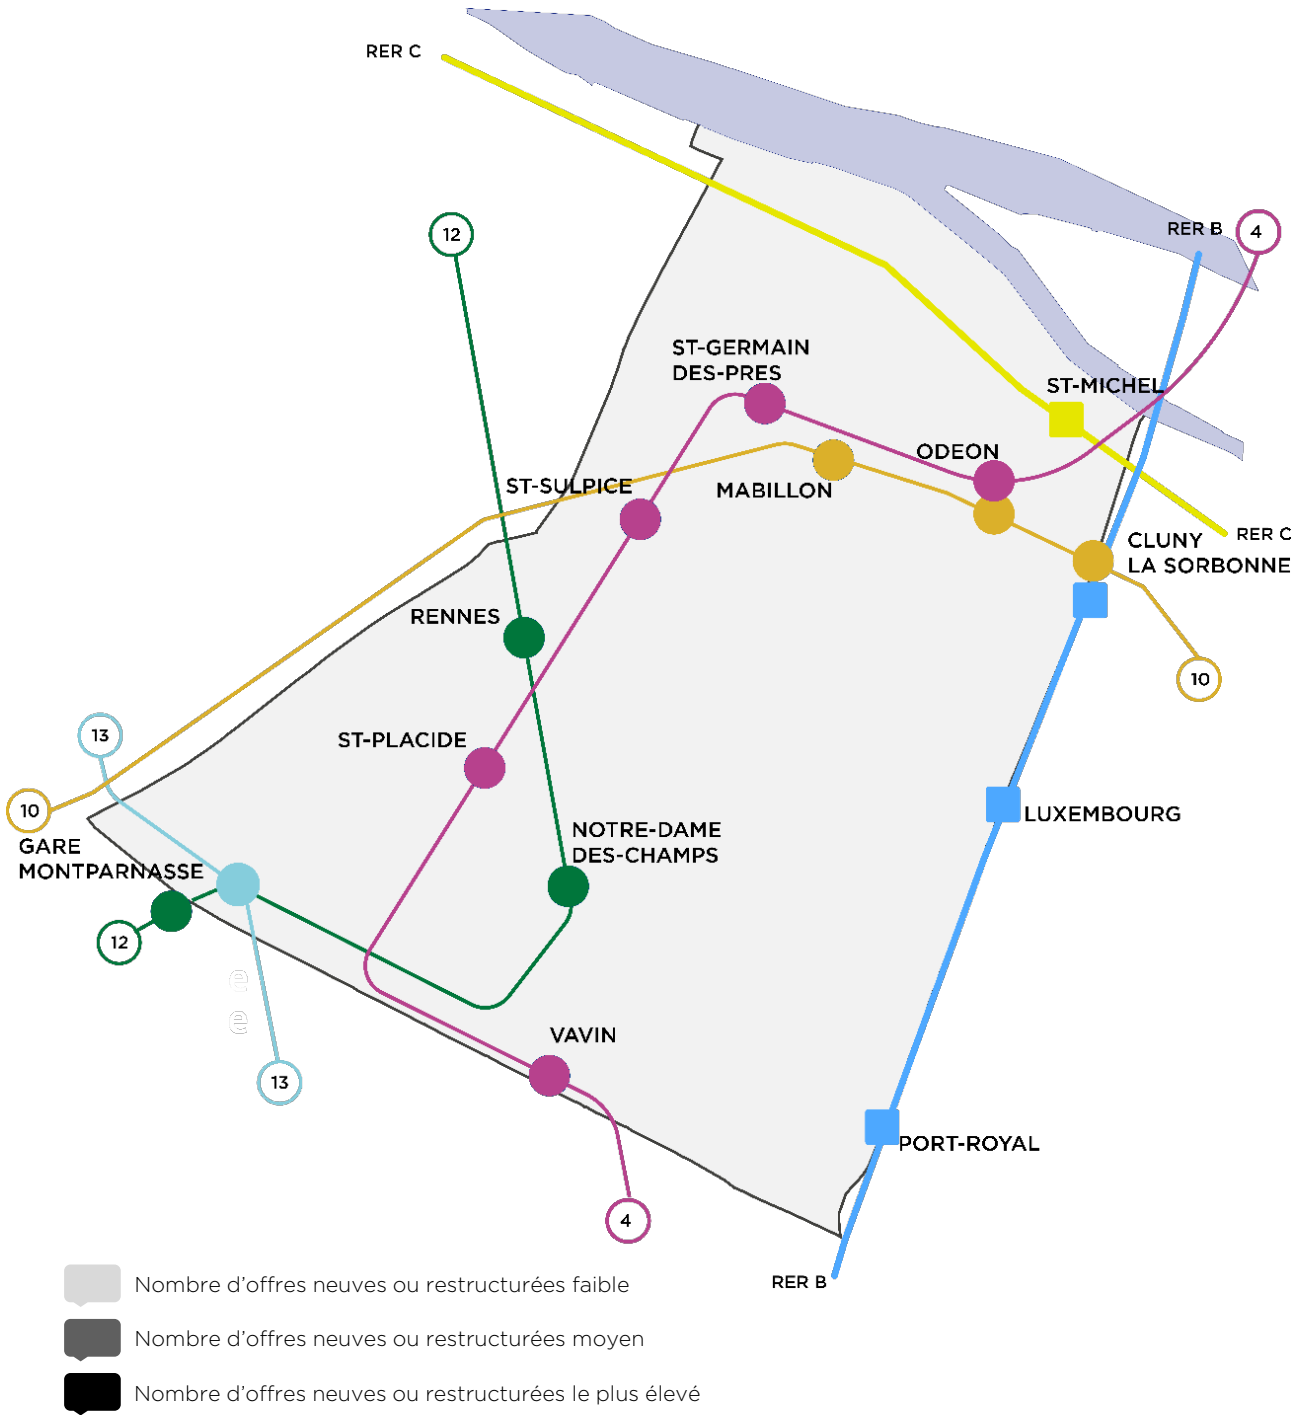 RER C
12
RER B
4
ST-GERMAIN
DES-PRES
ST-MICHEL
ODEON
ST-SULPICE
MABILLON
RER C
CLUNY
LA SORBONNE
RENNES
10
13
ST-PLACIDE
10
LUXEMBOURG
NOTRE-DAME
DES-CHAMPS
GARE
MONTPARNASSE
12
e
e
VAVIN
13
PORT-ROYAL
4
RER B
Nombre d’offres neuves ou restructurées faible
Nombre d’offres neuves ou restructurées moyen
Nombre d’offres neuves ou restructurées le plus élevé